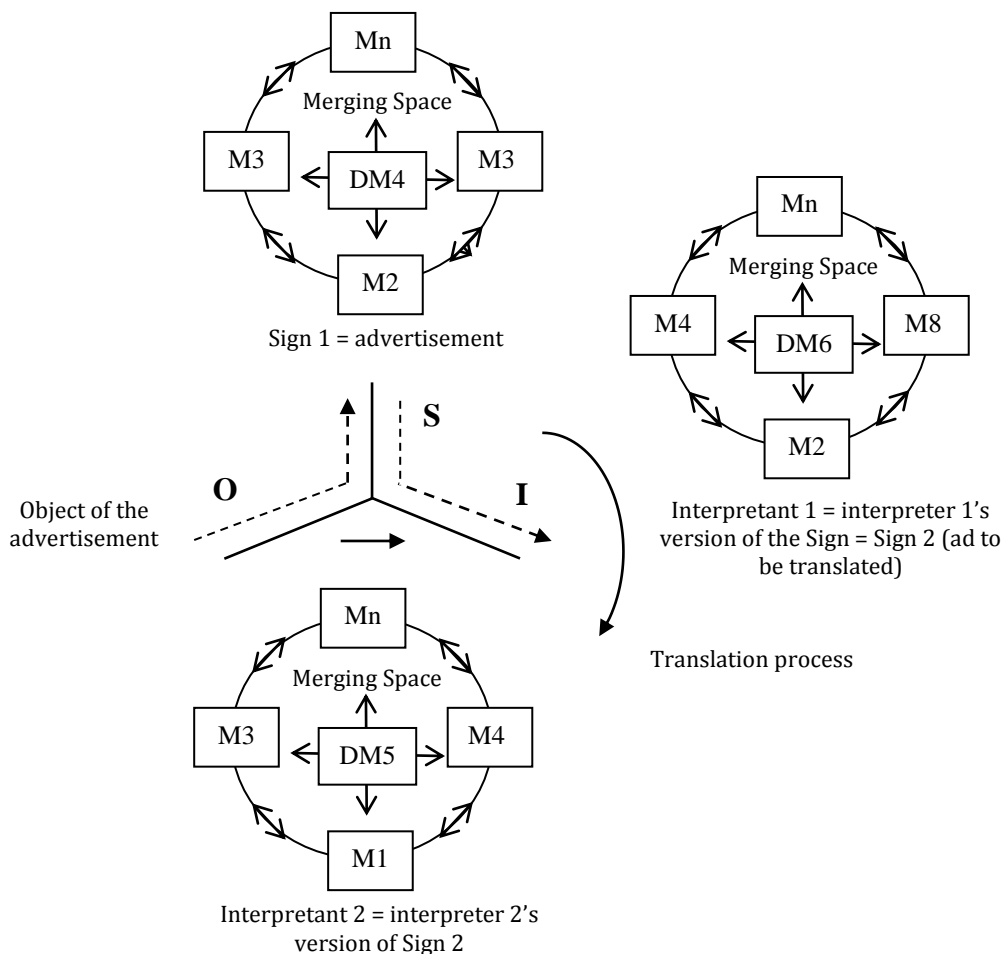 Mn
Merging Space
M3
DM4
M3
M2
Sign 1 = advertisement
Mn
Merging Space
M4
DM6
M8
M2
Interpretant 1 = interpreter 1’s
version of the Sign = Sign 2 (ad to
be translated)
S
O
I
Object of the
advertisement
Translation process
Mn
Merging Space
M3
DM5
M4
M1
Interpretant 2 = interpreter 2’s
version of Sign 2